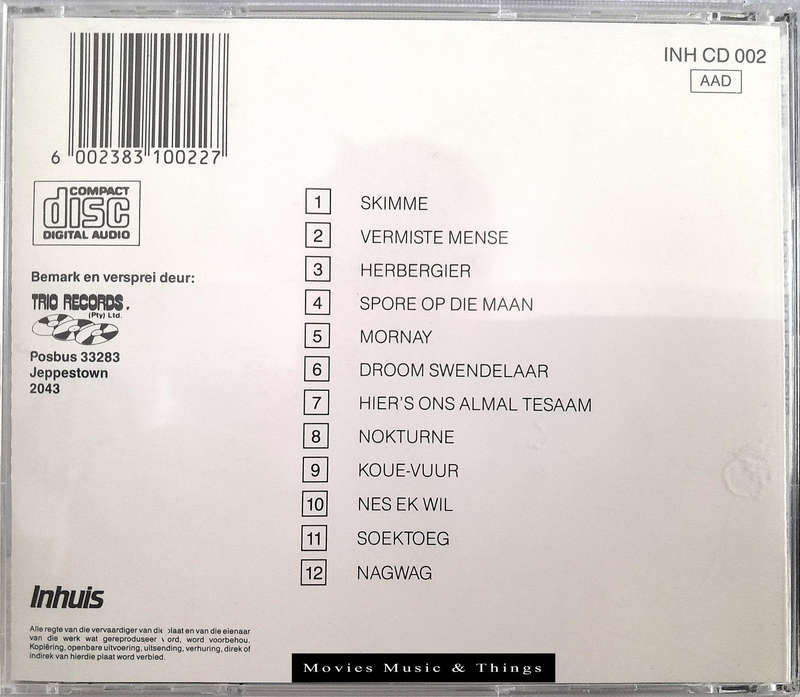 INH CD 002
AAD
6 002383 100227
COMPACT
disc
DIGITAL AUDIO
Bemark en versprei deur:
TRIO RECORDS.
(Pty) Ltd.
Posbus 33283
Jeppestown
2043
1 SKIMME
2 VERMISTE MENSE
3 HERBERGIER
4 SPORE OP DIE MAAN
5 MORNAY
6 DROOM SWENDELAAR
7 HIER'S ONS ALMAL TESAAM
8 NOKTURNE
9 KOUE-VUUR
10 NES EK WIL
11 SOEKTOEG
12 NAGWAG
Inhuis
Alle regte van die vervaardiger van die plaat en van die eienaar
van die werk wat gereproduseer word, word voorbehou.
Kopiëring, openbare uitvoering, uitsending, verhuring, direk of
indirek van hierdie plaat word verbied.
Movies Music & Things